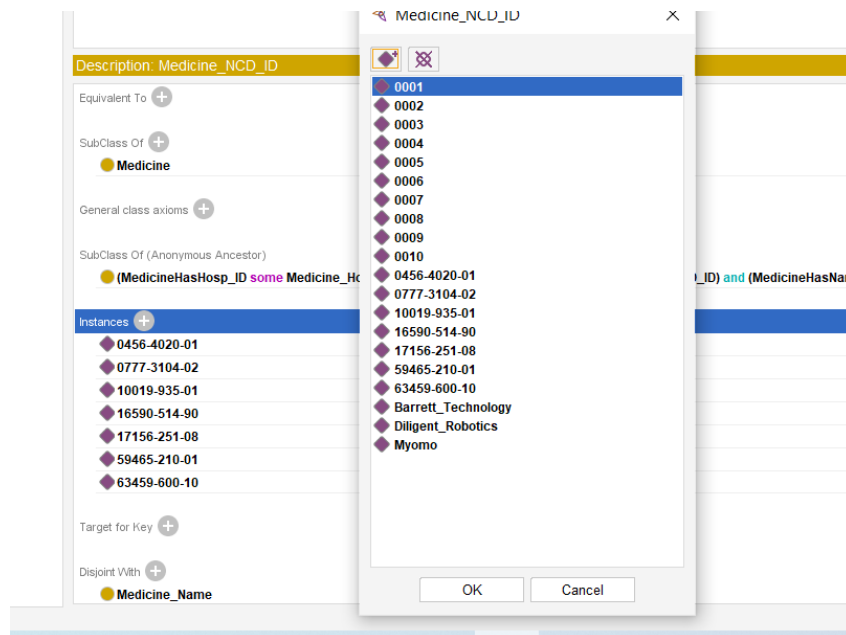 Description: Medicine_NCD_ID
Equivalent To
SubClass Of
Medicine
General class axioms
SubClass Of (Anonymous Ancestor)
(MedicineHasHosp_ID some Medicine_Ho
_ID) and (MedicineHasNa
Instances
0456-4020-01
0777-3104-02
10019-935-01
16590-514-90
17156-251-08
59465-210-01
63459-600-10
Target for Key
Disjoint With
Medicine_Name
Medicine_NCD_ID
0001
0002
0003
0004
0005
0006
0007
0008
0009
0010
0456-4020-01
0777-3104-02
10019-935-01
16590-514-90
17156-251-08
59465-210-01
63459-600-10
Barrett_Technology
Diligent_Robotics
Myomo
OK
Cancel